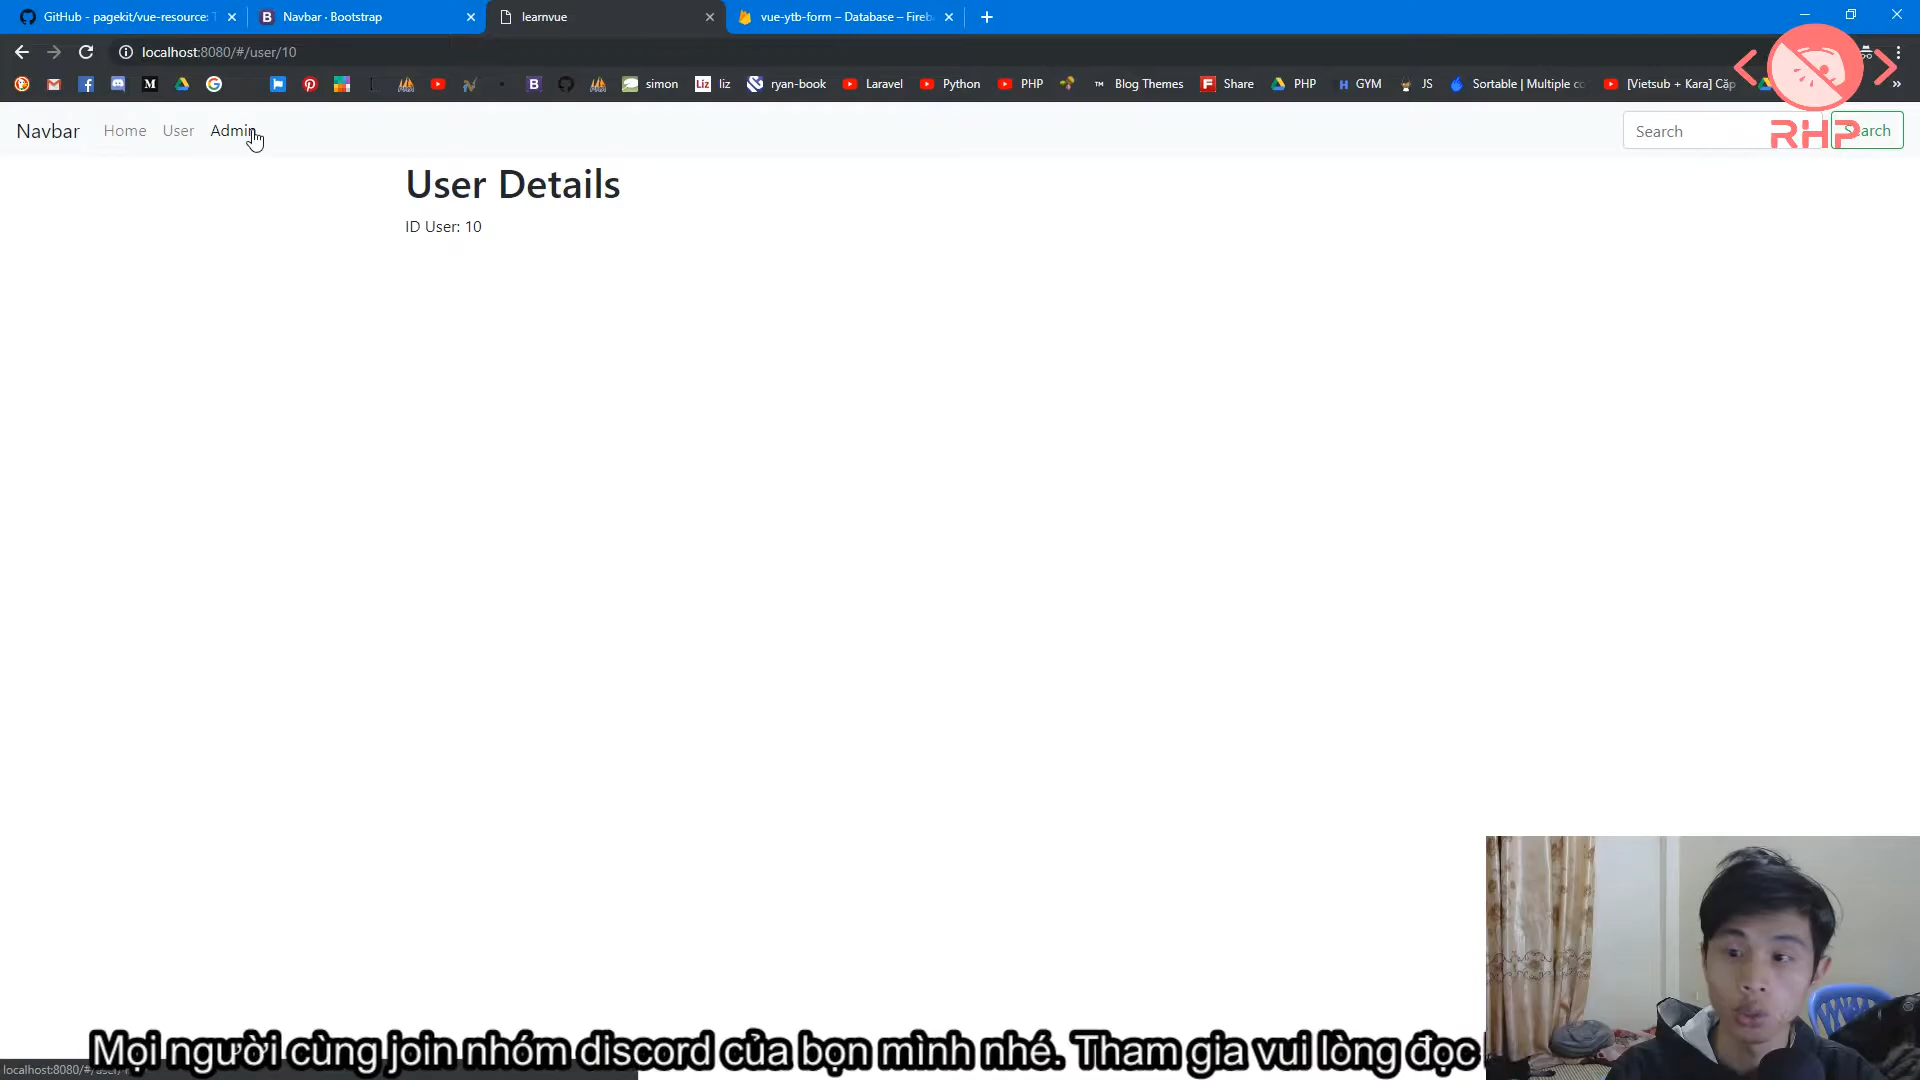 GitHub - pagekit/vue-resource: T
Navbar · Bootstrap
learnvue
vue-ytb-form – Database – Fireb
localhost:8080/#/user/10
simon
liz
ryan-book
Laravel
Python
PHP
Blog Themes
Share
PHP
GYM
JS
Sortable | Multiple co
[Vietsub + Kara] Cặp
Navbar
Home
User
Admin
Search
Search
RHP
User Details
ID User: 10
Mọi người cùng join nhóm discord của bọn mình nhé. Tham gia vui lòng đọc